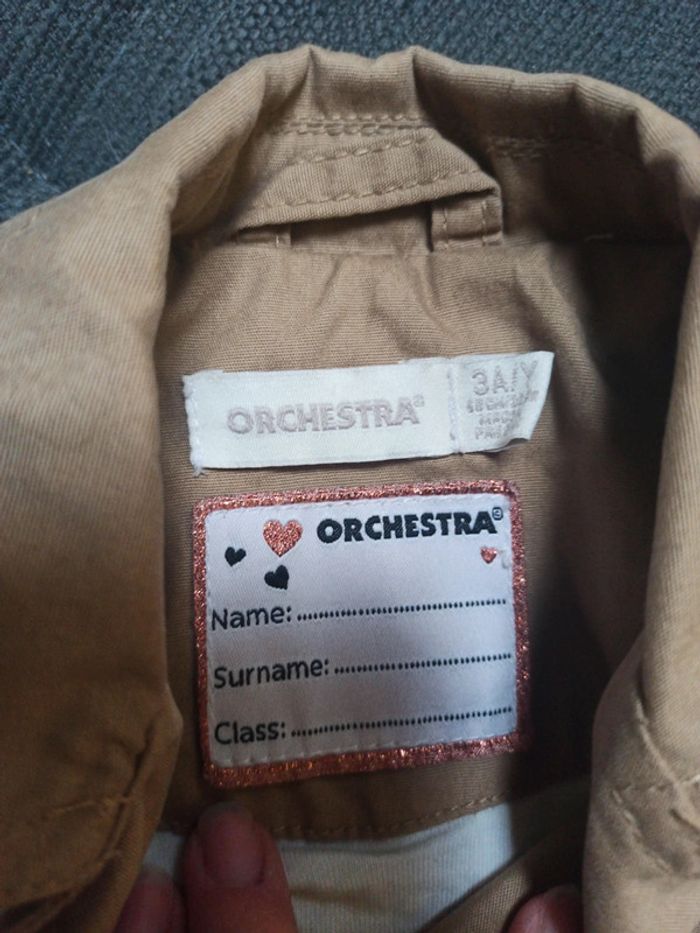 ORCHESTRA®
3A/Y
ORCHESTRA®
Name:
Surname:
Class: